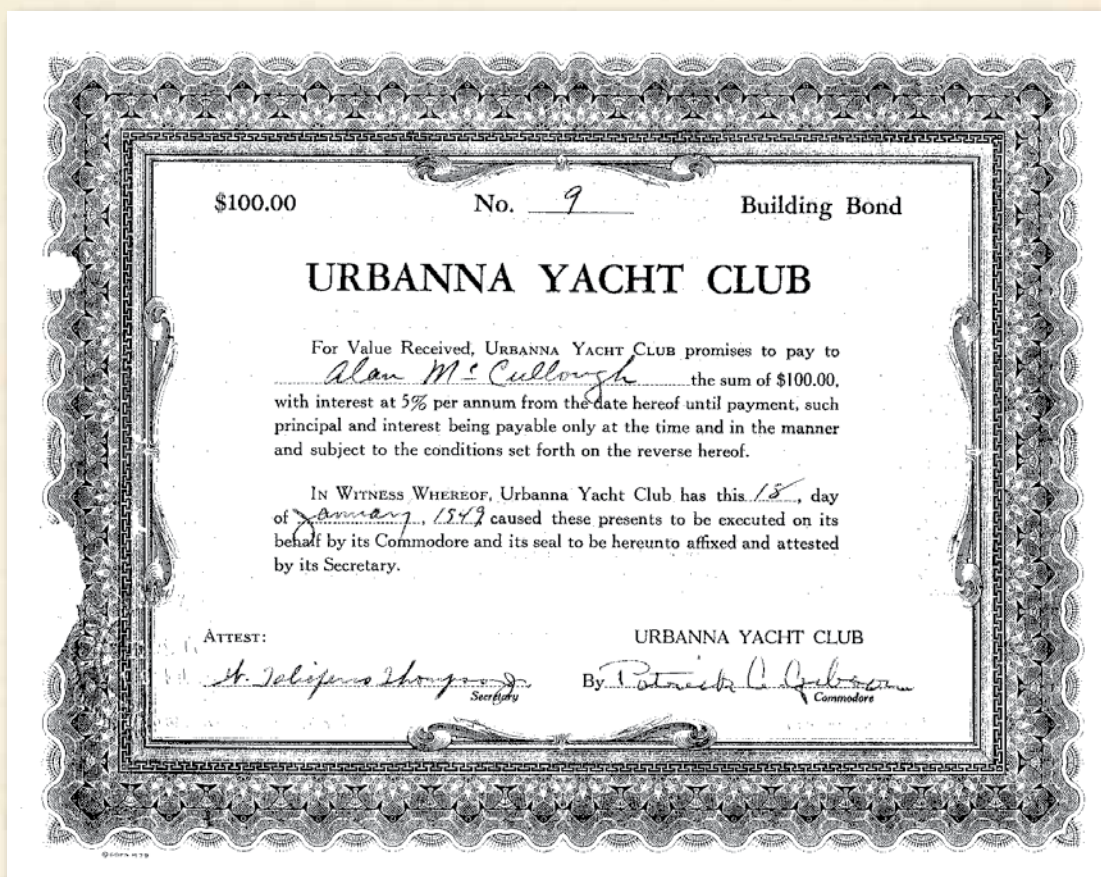 $100.00 No. 9 Building Bond
URBANNA YACHT CLUB
For Value Received, URBANNA YACHT CLUB promises to pay to
Alan McCullough the sum of $100.00,
with interest at 5% per annum from the date hereof until payment, such
principal and interest being payable only at the time and in the manner
and subject to the conditions set forth on the reverse hereof.
IN WITNESS WHEREOF, Urbanna Yacht Club has this 18, day
of January, 1949 caused these presents to be executed on its
behalf by its Commodore and its seal to be hereunto affixed and attested
by its Secretary.
ATTEST: URBANNA YACHT CLUB
Secretary
By Patrick C. Gibson
Commodore